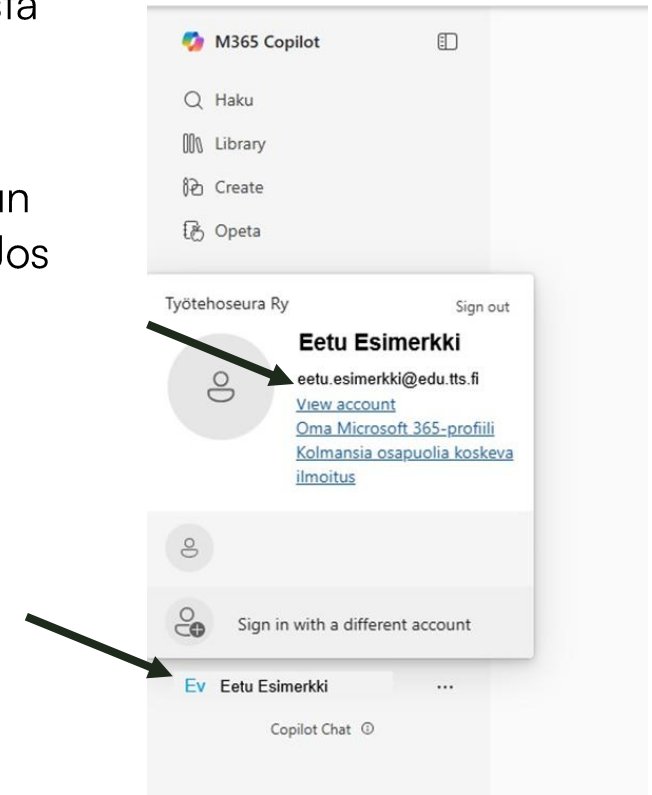 M365 Copilot
Haku
Library
Create
Opeta
Jos
Työtehoseura Ry
Sign out
Eetu Esimerkki
eetu.esimerkki@edu.tts.fi
View account
Oma Microsoft 365-profiili
Kolmansia osapuolia koskeva
ilmoitus
Sign in with a different account
Ev Eetu Esimerkki
Copilot Chat